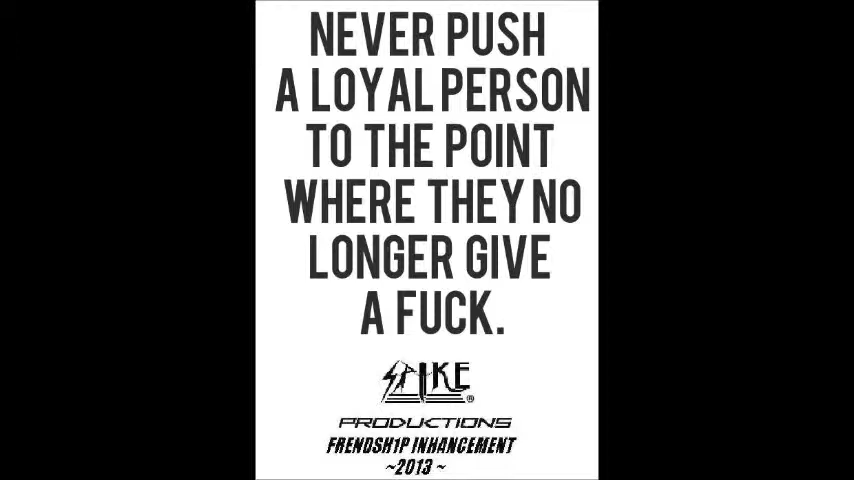 NEVER PUSH
A LOYAL PERSON
TO THE POINT
WHERE THEY NO
LONGER GIVE
A FUCK.
SPIKE®
PRODUCTIONS
FRENDSH1P INHANCEMENT
~2013 ~